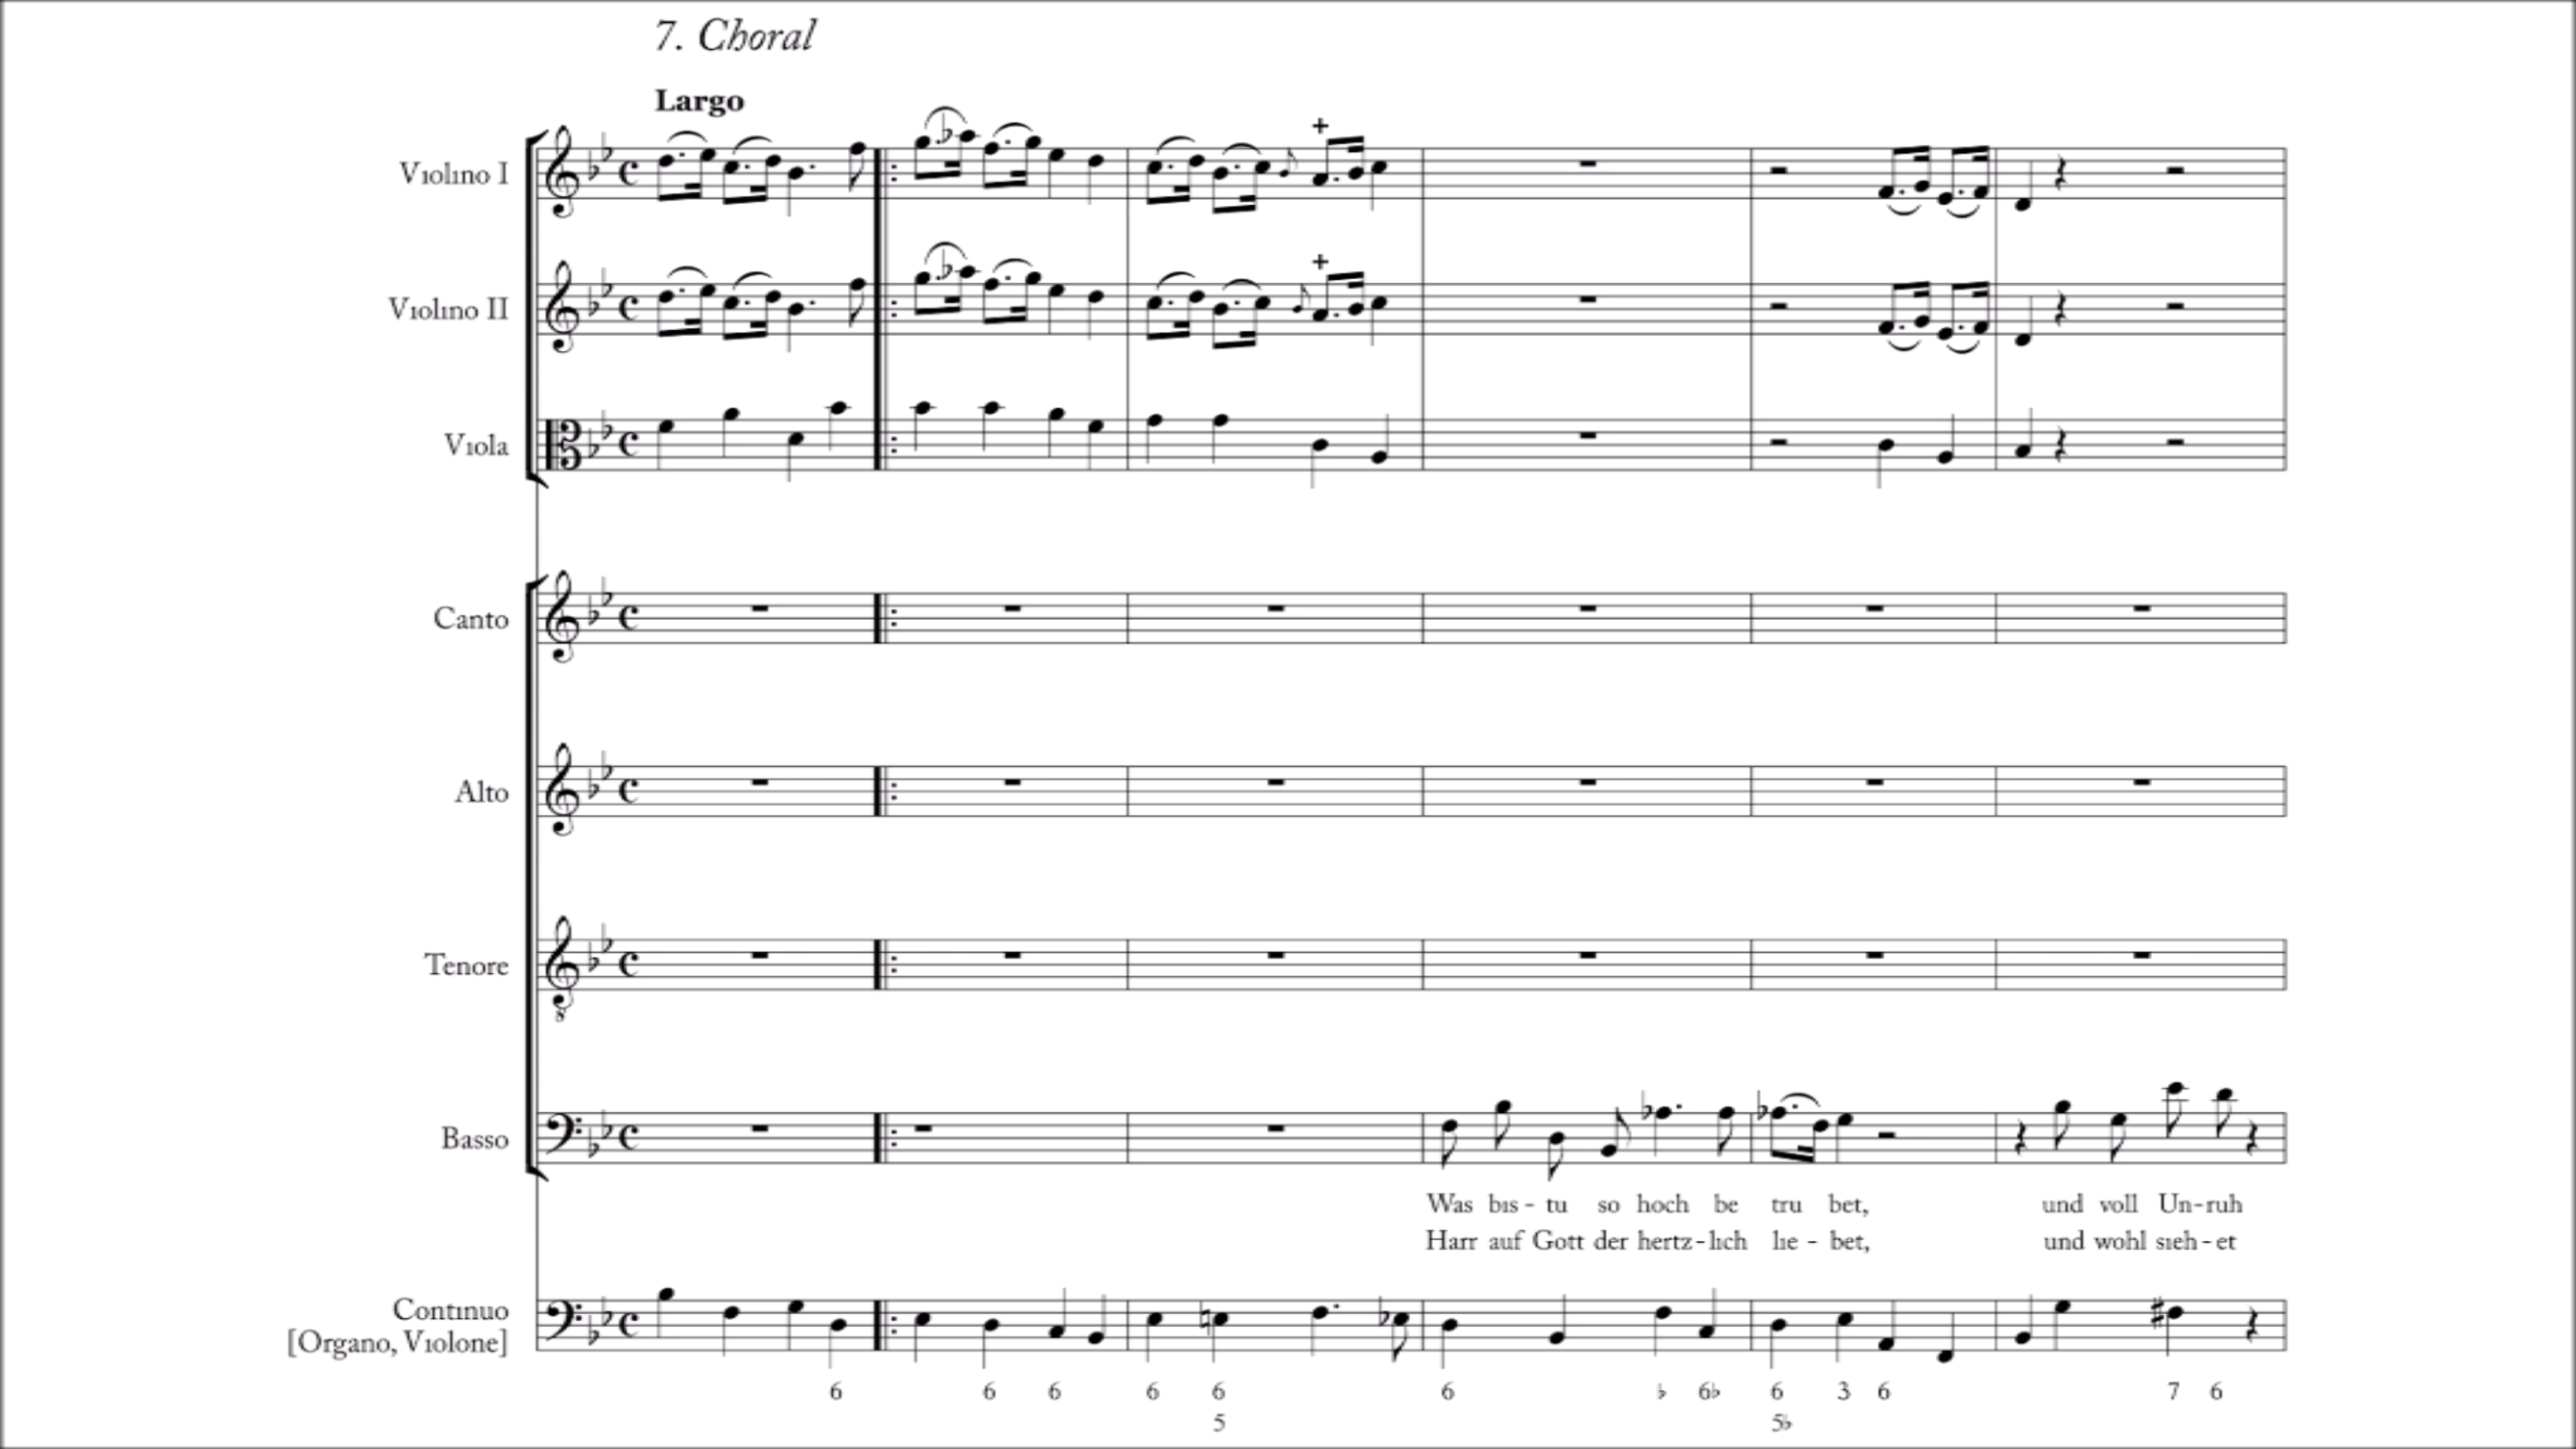 7. Choral
Largo
Violino I
Violino II
Viola
Canto
Alto
Tenore
8
Basso
Was bis - tu so hoch be tru bet, und voll Un-ruh
Harr auf Gott der hertz-lich lie - bet, und wohl sieh-et
Continuo
[Organo, Violone]
6 6 6 6 6 6 ♭ 6♭ 6 3 6 7 6
5 5♭